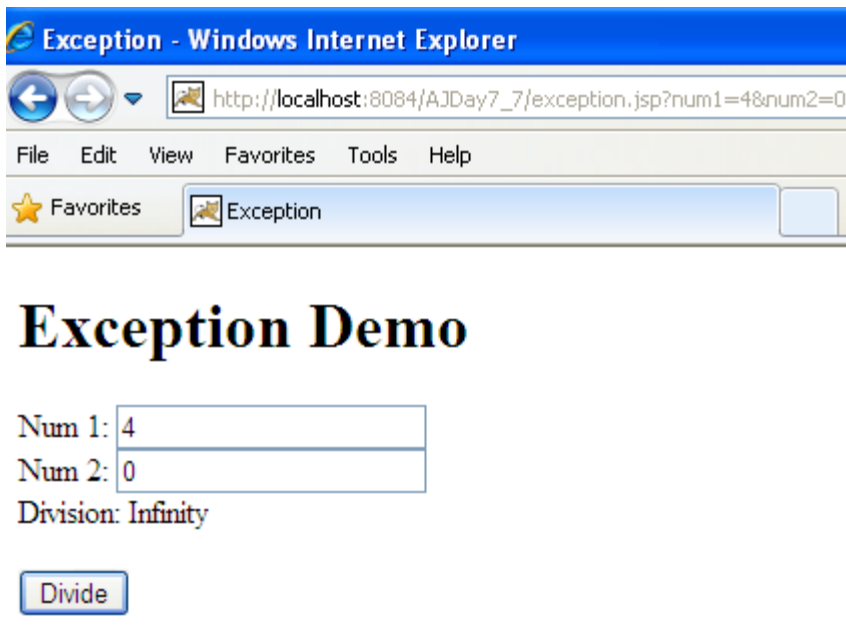 Exception - Windows Internet Explorer
http://localhost:8084/AJDay7_7/exception.jsp?num1=4&num2=0
File Edit View Favorites Tools Help
Favorites Exception
Exception Demo
Num 1: 4
Num 2: 0
Division: Infinity
Divide